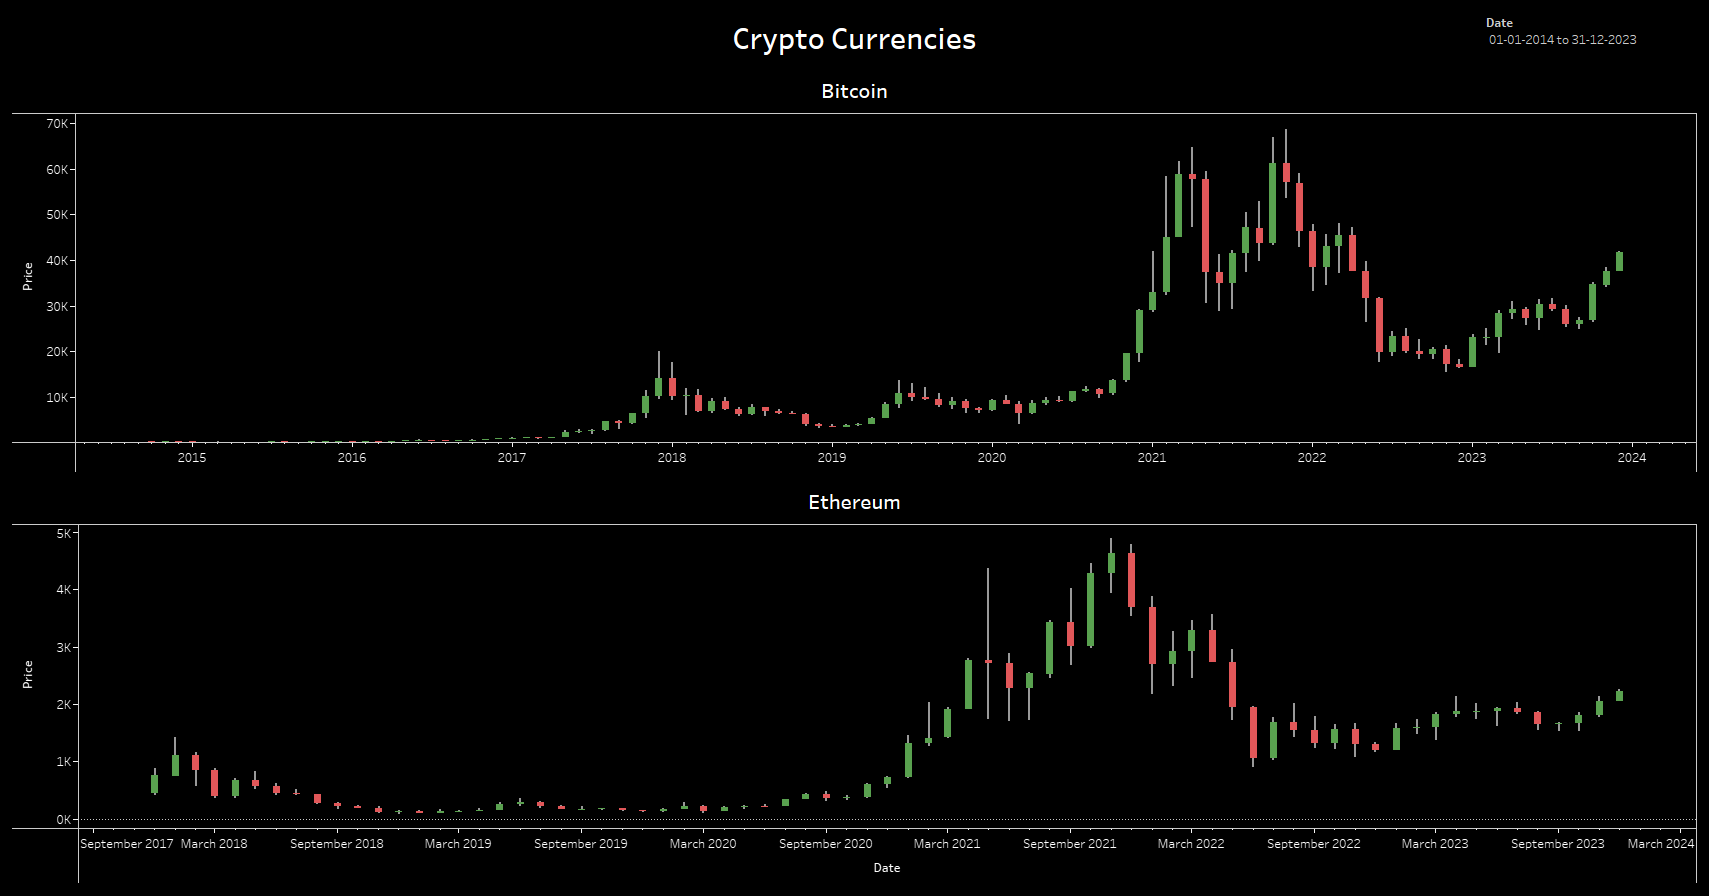 Crypto Currencies
Date
01-01-2014 to 31-12-2023
Bitcoin
70K
60K
50K
40K
30K
20K
10K
Price
2015 2016 2017 2018 2019 2020 2021 2022 2023 2024
Ethereum
5K
4K
3K
2K
1K
0K
Price
September 2017 March 2018 September 2018 March 2019 September 2019 March 2020 September 2020 March 2021 September 2021 March 2022 September 2022 March 2023 September 2023 March 2024
Date